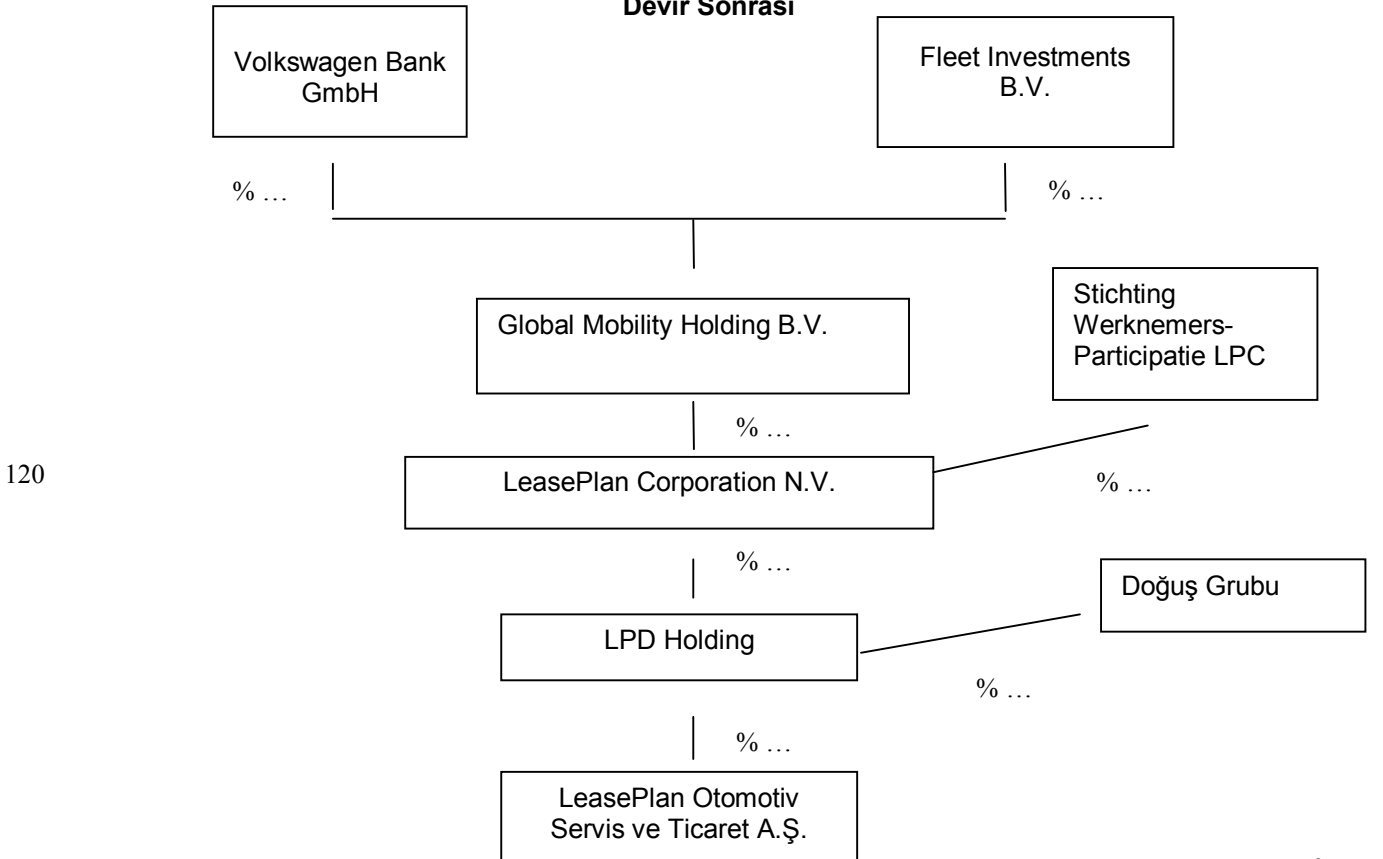 Devir Sonrası
Volkswagen Bank
GmbH
Fleet Investments
B.V.
% …
% …
Global Mobility Holding B.V.
Stichting
Werknemers-
Participatie LPC
% …
120
LeasePlan Corporation N.V.
% …
% …
Doğuş Grubu
LPD Holding
% …
% …
LeasePlan Otomotiv
Servis ve Ticaret A.Ş.